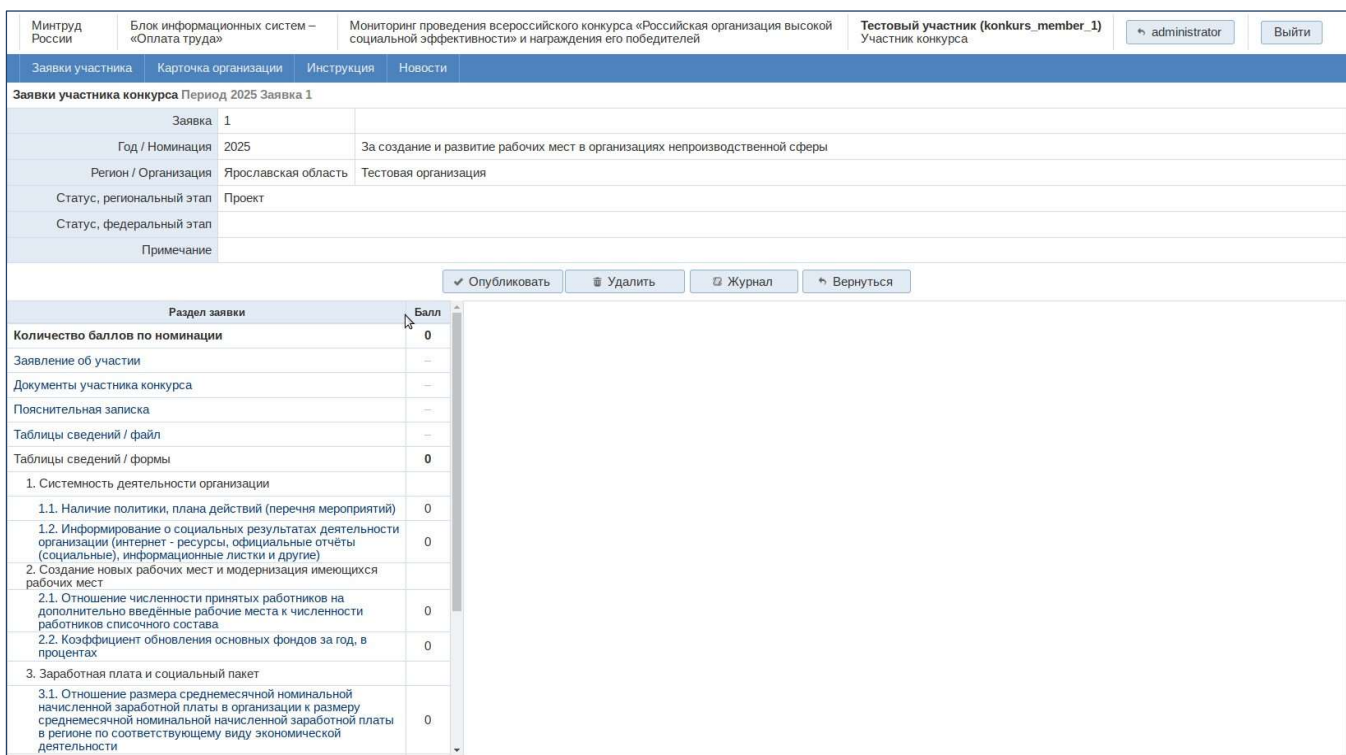 Минтруд России
Блок информационных систем –
«Оплата труда»
Мониторинг проведения всероссийского конкурса «Российская организация высокой
социальной эффективности» и награждения его победителей
Тестовый участник (konkurs_member_1)
Участник конкурса
administrator
Выйти
Заявки участника Карточка организации Инструкция Новости
Заявки участника конкурса Период 2025 Заявка 1
Заявка 1
Год / Номинация 2025 За создание и развитие рабочих мест в организациях непроизводственной сферы
Регион / Организация Ярославская область Тестовая организация
Статус, региональный этап Проект
Статус, федеральный этап
Примечание
Опубликовать Удалить Журнал Вернуться
Раздел заявки Балл
Количество баллов по номинации 0
Заявление об участии –
Документы участника конкурса –
Пояснительная записка –
Таблицы сведений / файл –
Таблицы сведений / формы 0
1. Системность деятельности организации
1.1. Наличие политики, плана действий (перечня мероприятий) 0
1.2. Информирование о социальных результатах деятельности
организации (интернет - ресурсы, официальные отчёты 0
(социальные), информационные листки и другие)
2. Создание новых рабочих мест и модернизация имеющихся
рабочих мест
2.1. Отношение численности принятых работников на
дополнительно введённые рабочие места к численности 0
работников списочного состава
2.2. Коэффициент обновления основных фондов за год, в
процентах 0
3. Заработная плата и социальный пакет
3.1. Отношение размера среднемесячной номинальной
начисленной заработной платы в организации к размеру
среднемесячной номинальной начисленной заработной платы 0
в регионе по соответствующему виду экономической
деятельности